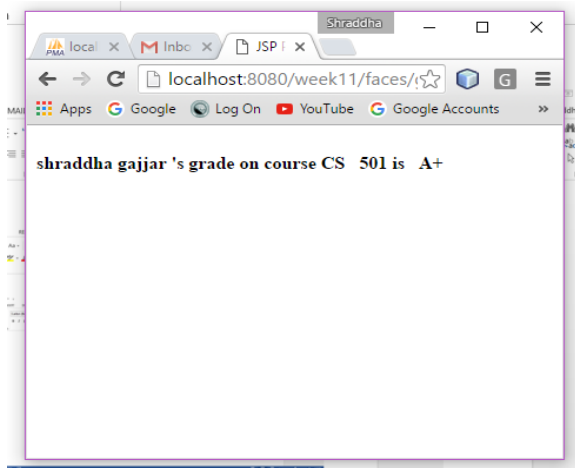 Shraddha
local
Inbo
JSP
localhost:8080/week11/faces/
Apps Google Log On YouTube Google Accounts »
shraddha gajjar 's grade on course CS 501 is A+